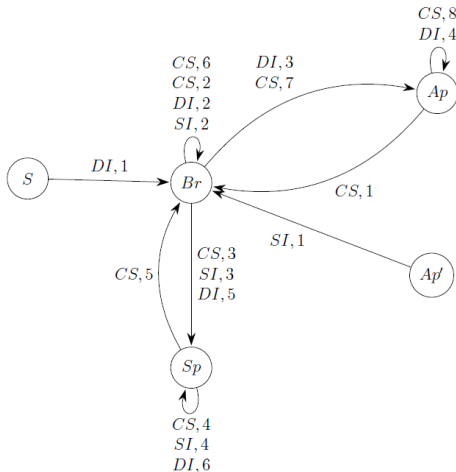 CS, 8
DI, 4
Ap
CS, 6
CS, 2
DI, 2
SI, 2
DI, 3
CS, 7
S
DI, 1
Br
CS, 1
SI, 1
Ap'
CS, 5
CS, 3
SI, 3
DI, 5
Sp
CS, 4
SI, 4
DI, 6